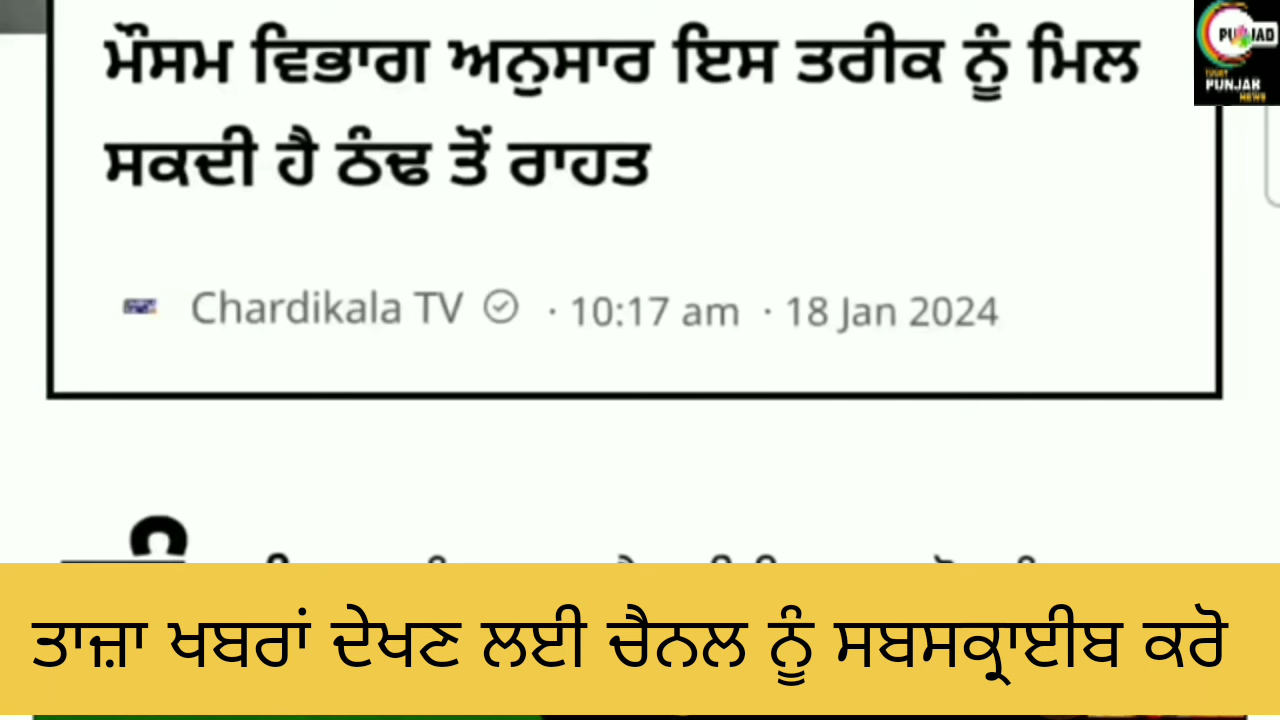 ਮੌਸਮ ਵਿਭਾਗ ਅਨੁਸਾਰ ਇਸ ਤਰੀਕ ਨੂੰ ਮਿਲ
ਸਕਦੀ ਹੈ ਠੰਢ ਤੋਂ ਰਾਹਤ
Chardikala TV · 10:17 am · 18 Jan 2024
PUNJAB
NEWS
ਤਾਜ਼ਾ ਖਬਰਾਂ ਦੇਖਣ ਲਈ ਚੈਨਲ ਨੂੰ ਸਬਸਕ੍ਰਾਈਬ ਕਰੋ